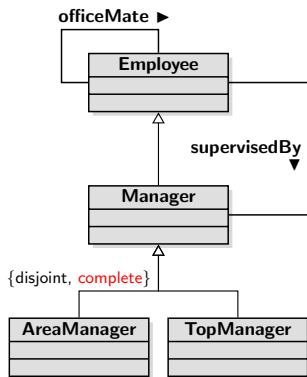 officeMate ►
Employee
supervisedBy
▼
Manager
{disjoint, complete}
AreaManager
TopManager